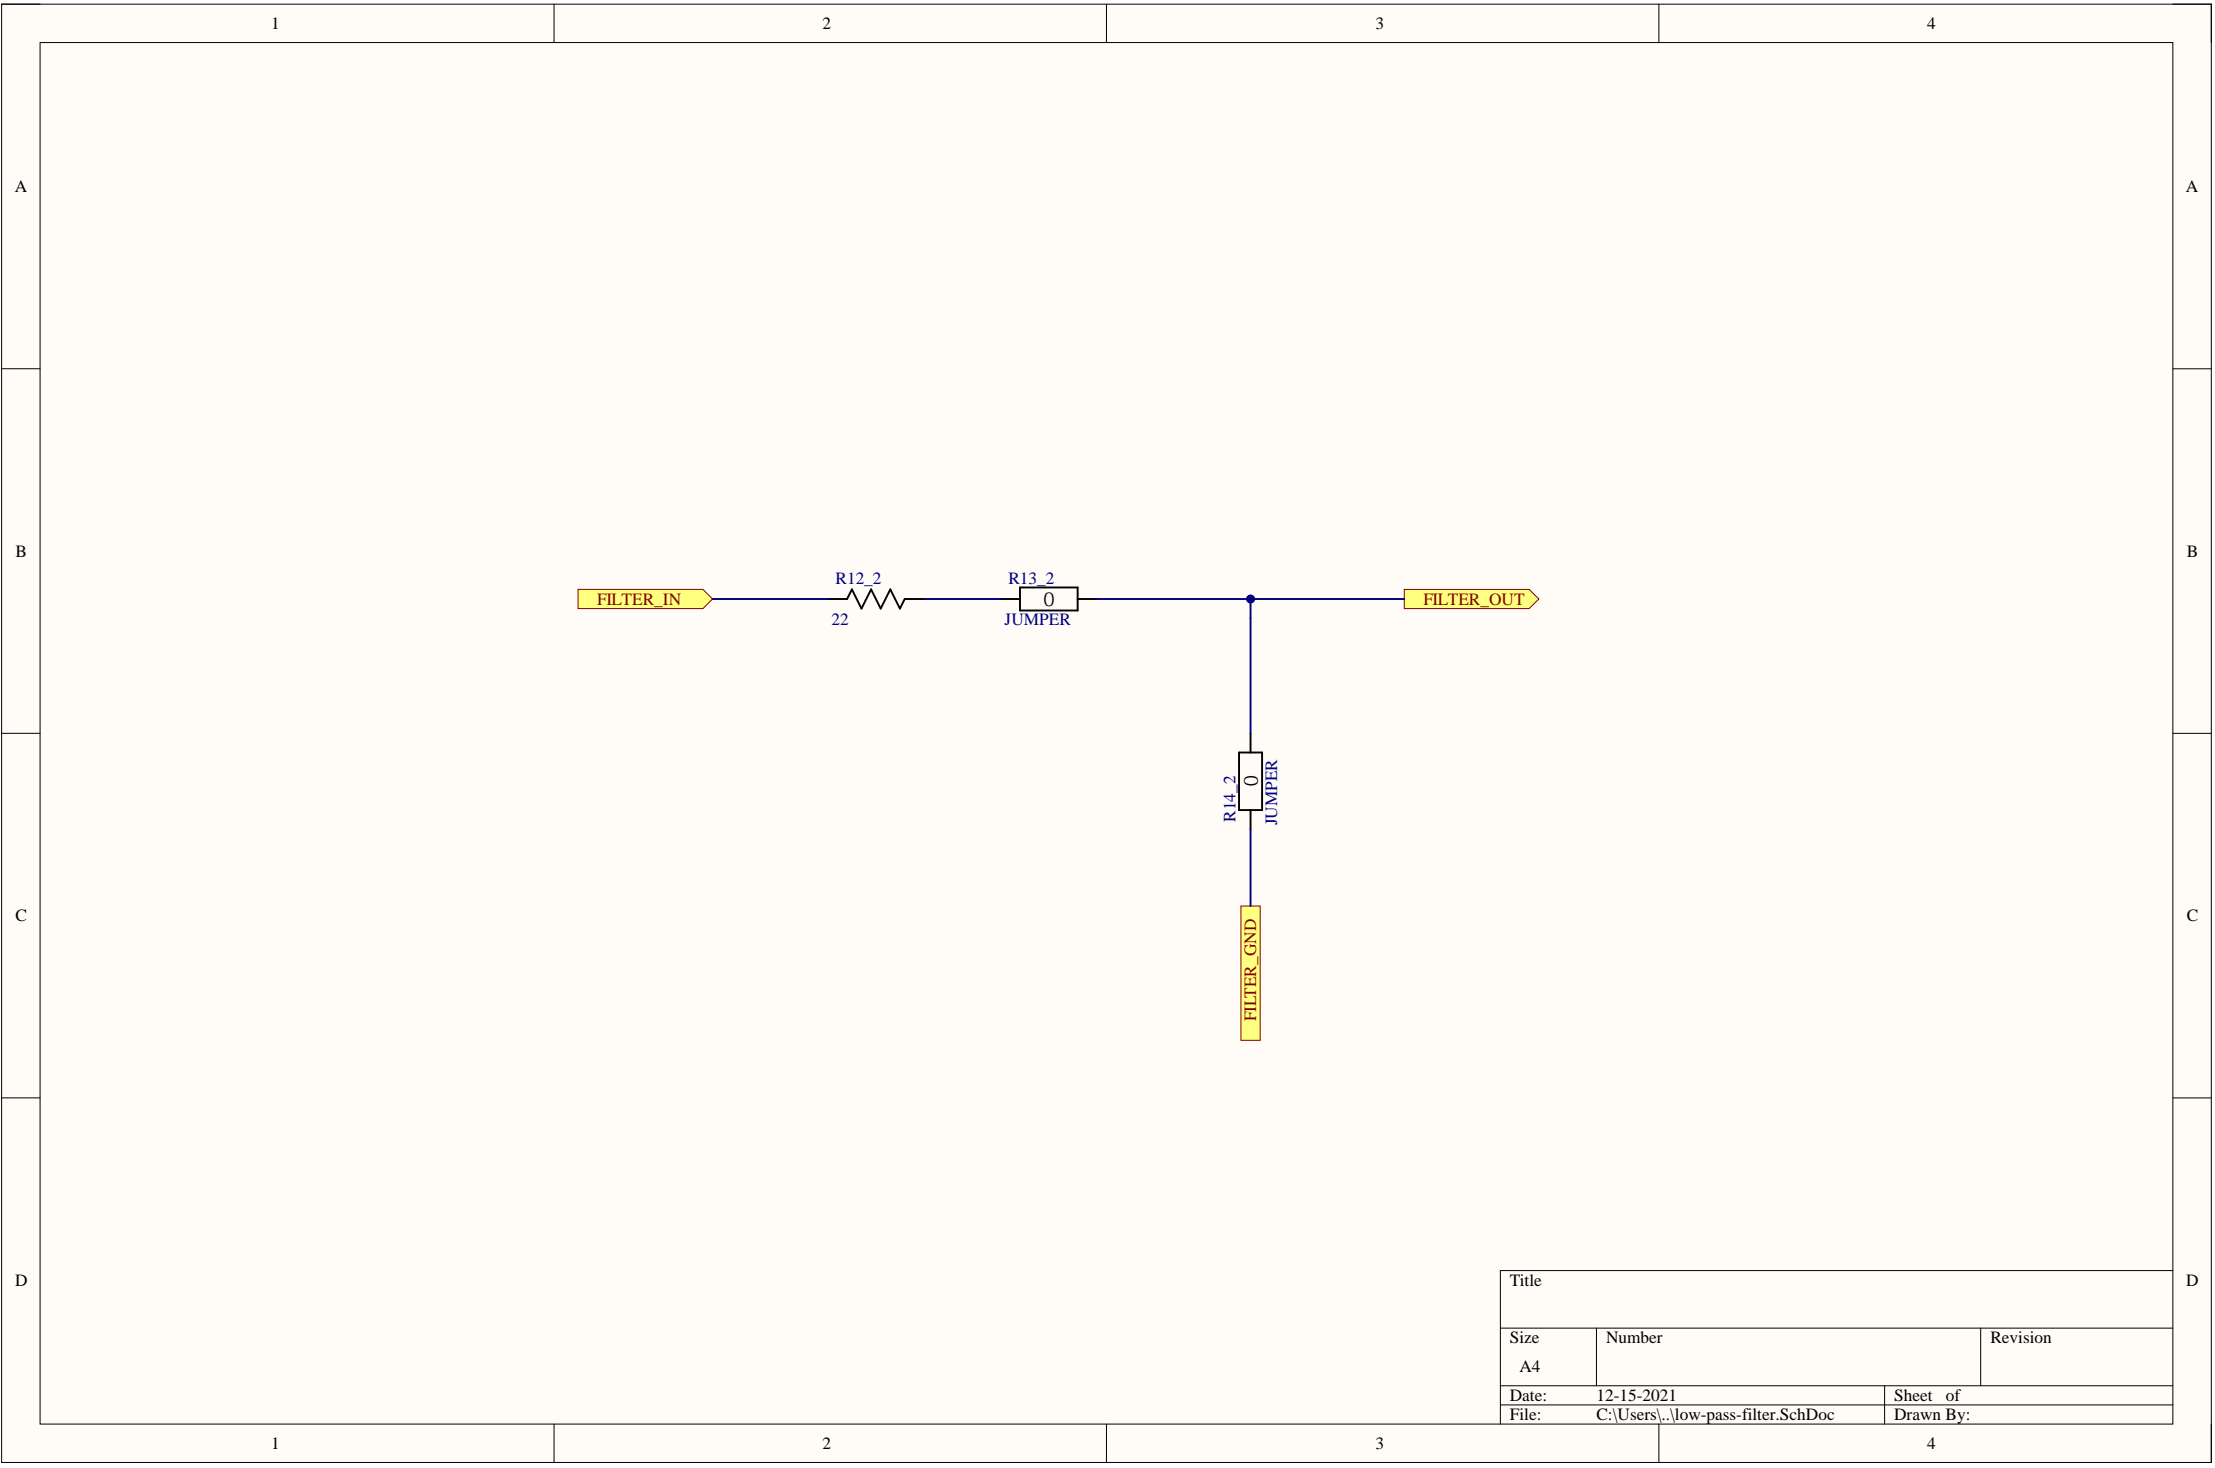 1 2 3 4
A A
B B
R12_2 R13_2
FILTER_IN 0 FILTER_OUT
22 JUMPER
R14_2 0 JUMPER
C C
FILTER_GND
D D
Title
Size Number Revision
A4
Date: 12-15-2021 Sheet of
File: C:\Users\..\low-pass-filter.SchDoc Drawn By:
1 2 3 4